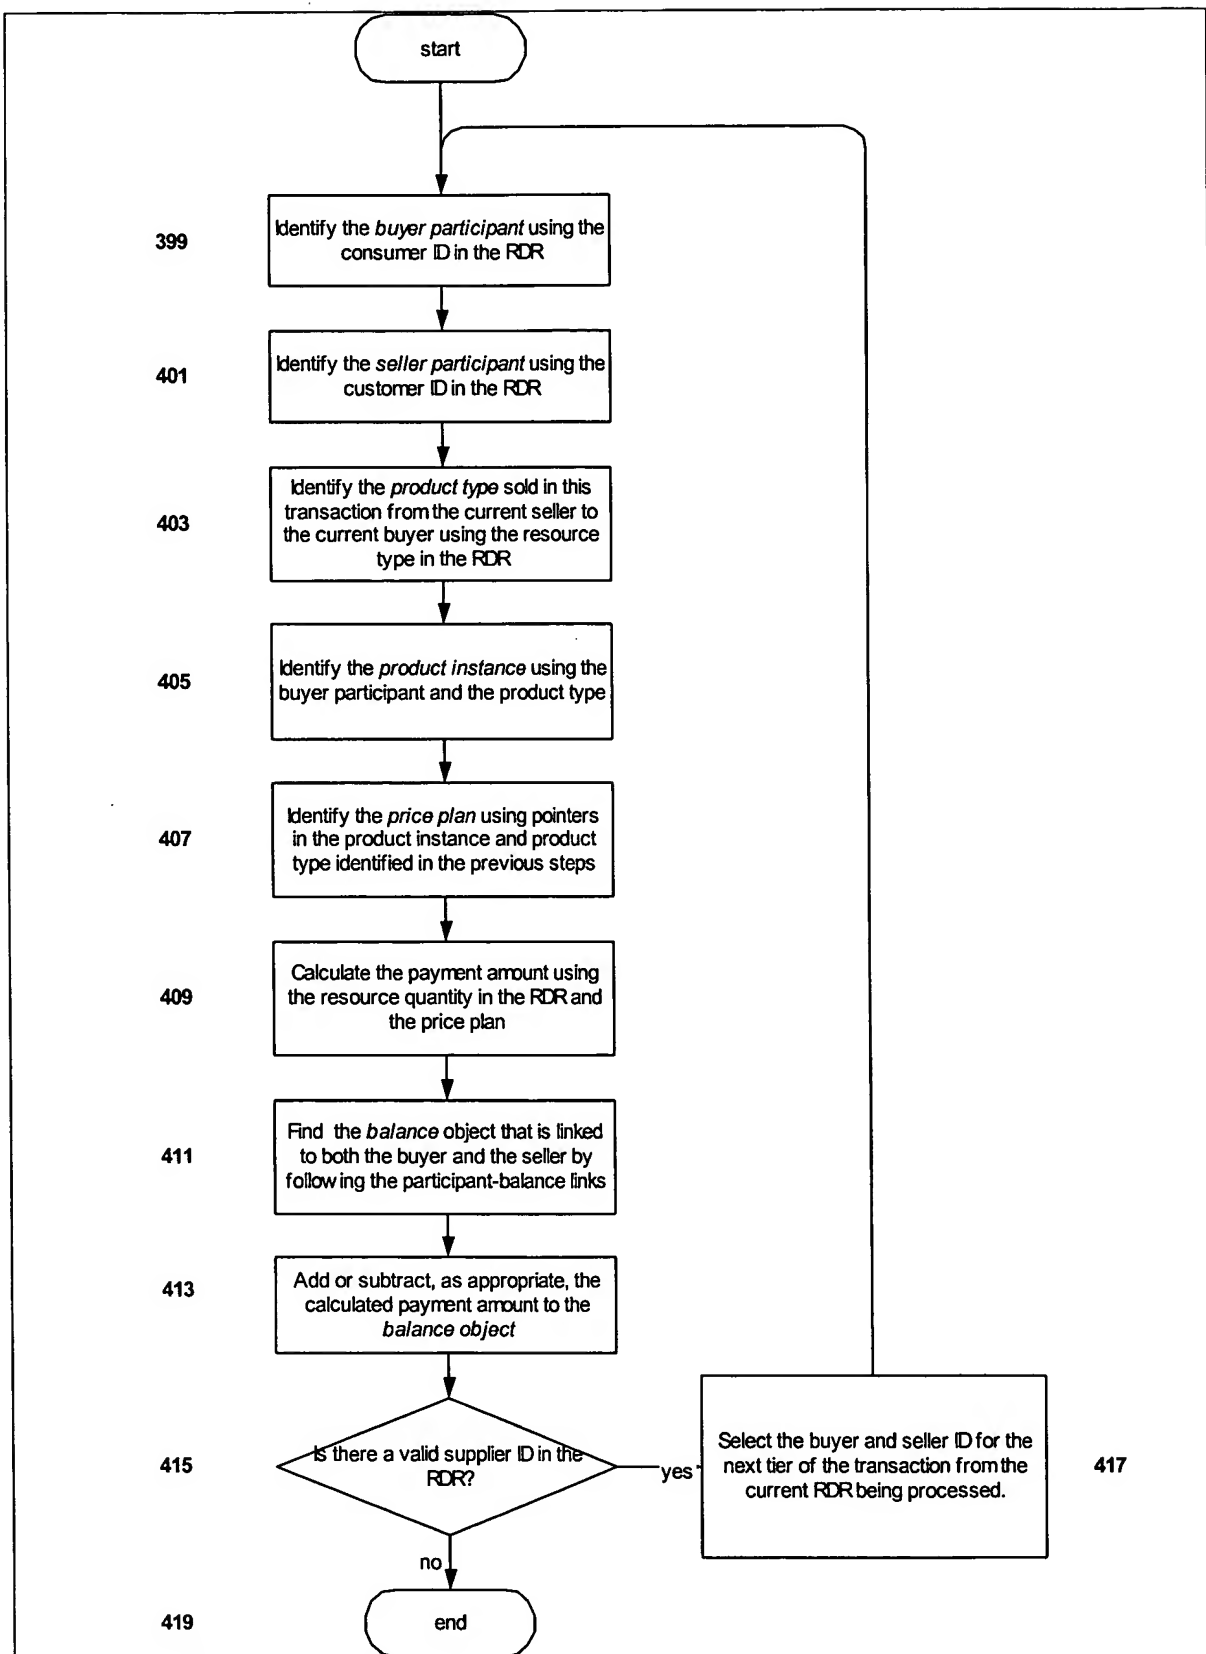 start
399
Identify the buyer participant using the
consumer ID in the RDR
401
Identify the seller participant using the
customer ID in the RDR
403
Identify the product type sold in this
transaction from the current seller to
the current buyer using the resource
type in the RDR
405
Identify the product instance using the
buyer participant and the product type
407
Identify the price plan using pointers
in the product instance and product
type identified in the previous steps
409
Calculate the payment amount using
the resource quantity in the RDR and
the price plan
411
Find the balance object that is linked
to both the buyer and the seller by
following the participant-balance links
413
Add or subtract, as appropriate, the
calculated payment amount to the
balance object
415
Is there a valid supplier ID in the
RDR?
yes
Select the buyer and seller ID for the
next tier of the transaction from the
current RDR being processed.
417
no
419
end